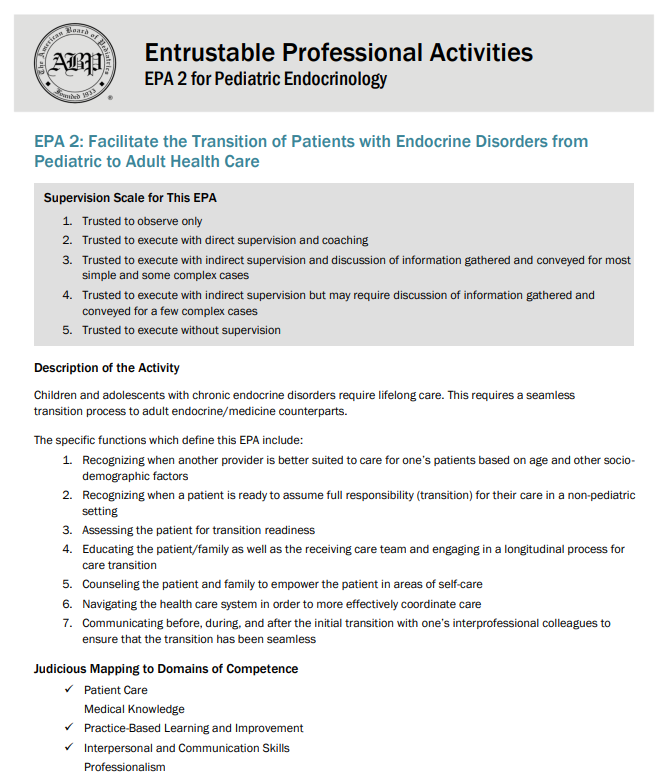 The American Board of Pediatrics
ABP
Founded 1933
®
Entrustable Professional Activities
EPA 2 for Pediatric Endocrinology
EPA 2: Facilitate the Transition of Patients with Endocrine Disorders from
Pediatric to Adult Health Care
Supervision Scale for This EPA
1. Trusted to observe only
2. Trusted to execute with direct supervision and coaching
3. Trusted to execute with indirect supervision and discussion of information gathered and conveyed for most
simple and some complex cases
4. Trusted to execute with indirect supervision but may require discussion of information gathered and
conveyed for a few complex cases
5. Trusted to execute without supervision
Description of the Activity
Children and adolescents with chronic endocrine disorders require lifelong care. This requires a seamless
transition process to adult endocrine/medicine counterparts.
The specific functions which define this EPA include:
1. Recognizing when another provider is better suited to care for one's patients based on age and other socio-
demographic factors
2. Recognizing when a patient is ready to assume full responsibility (transition) for their care in a non-pediatric
setting
3. Assessing the patient for transition readiness
4. Educating the patient/family as well as the receiving care team and engaging in a longitudinal process for
care transition
5. Counseling the patient and family to empower the patient in areas of self-care
6. Navigating the health care system in order to more effectively coordinate care
7. Communicating before, during, and after the initial transition with one's interprofessional colleagues to
ensure that the transition has been seamless
Judicious Mapping to Domains of Competence
✓ Patient Care
Medical Knowledge
✓ Practice-Based Learning and Improvement
✓ Interpersonal and Communication Skills
Professionalism